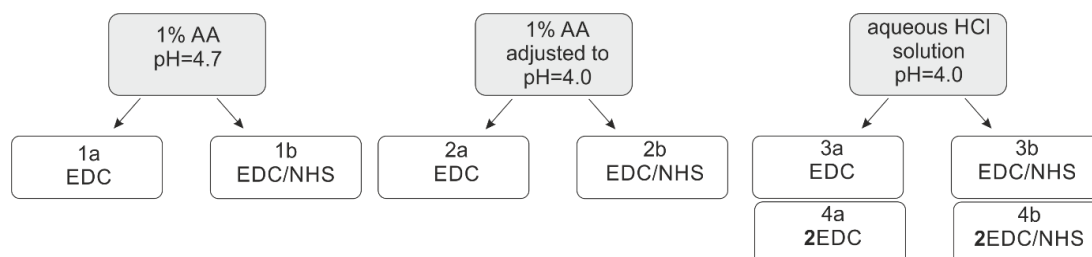 1% AA
pH=4.7
1% AA
adjusted to
pH=4.0
aqueous HCl
solution
pH=4.0
1a
EDC
1b
EDC/NHS
2a
EDC
2b
EDC/NHS
3a
EDC
3b
EDC/NHS
4a
2EDC
4b
2EDC/NHS